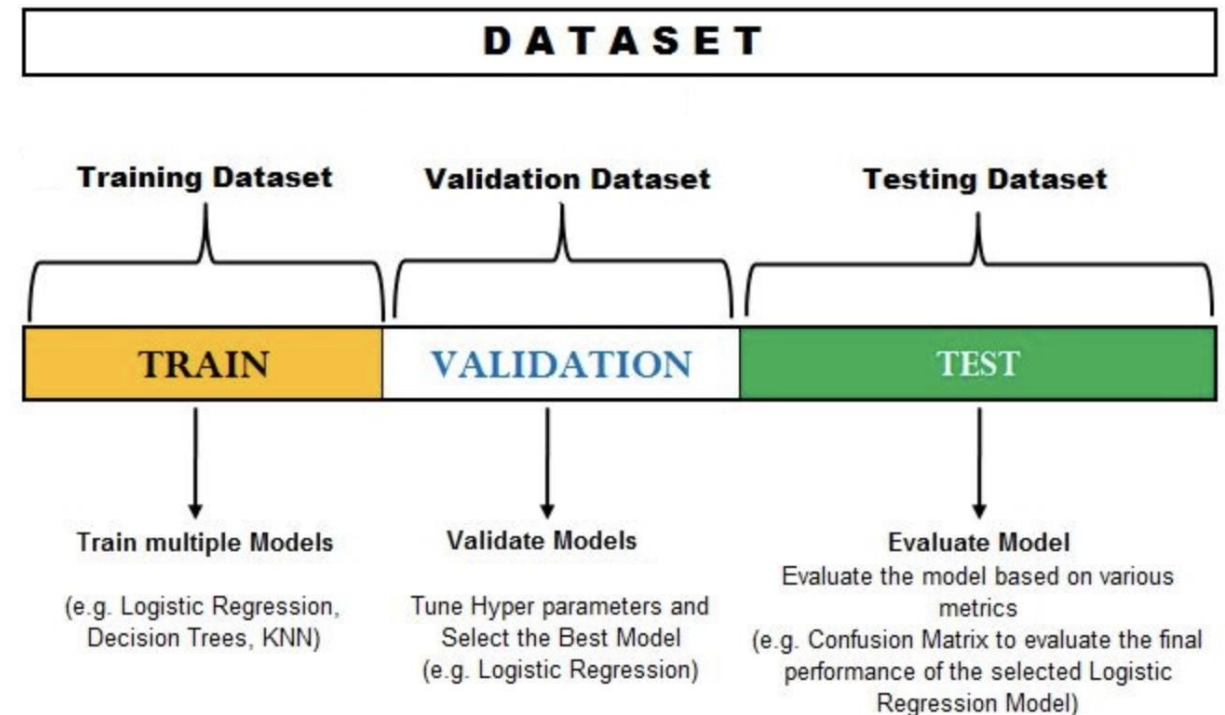 DATASET
Training Dataset
Validation Dataset
Testing Dataset
TRAIN
VALIDATION
TEST
Train multiple Models
(e.g. Logistic Regression,
Decision Trees, KNN)
Validate Models
Tune Hyper parameters and
Select the Best Model
(e.g. Logistic Regression)
Evaluate Model
Evaluate the model based on various
metrics
(e.g. Confusion Matrix to evaluate the final
performance of the selected Logistic
Regression Model)